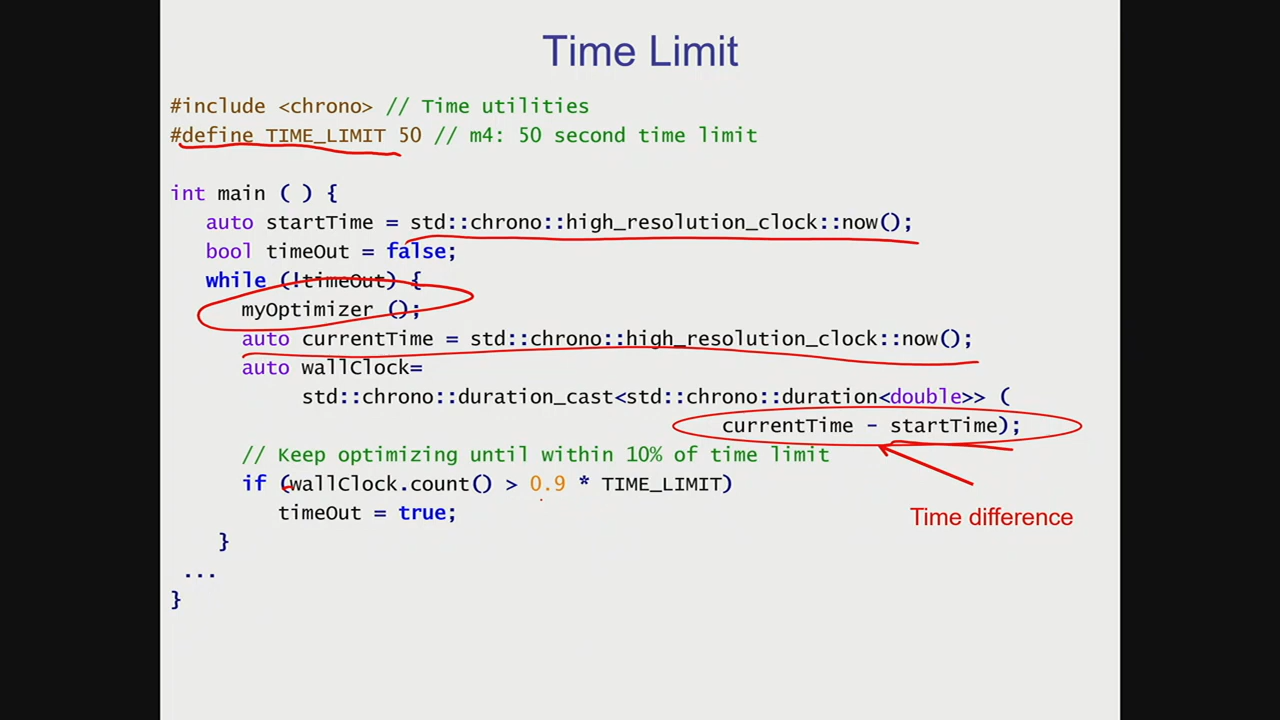 Time Limit
#include <chrono> // Time utilities
#define TIME_LIMIT 50 // m4: 50 second time limit
int main ( ) {
auto startTime = std::chrono::high_resolution_clock::now();
bool timeOut = false;
while (!timeOut) {
myOptimizer ();
auto currentTime = std::chrono::high_resolution_clock::now();
auto wallClock=
std::chrono::duration_cast<std::chrono::duration<double>> (
currentTime - startTime);
// Keep optimizing until within 10% of time limit
if (wallClock.count() > 0.9 * TIME_LIMIT)
timeOut = true;
Time difference
}
...
}